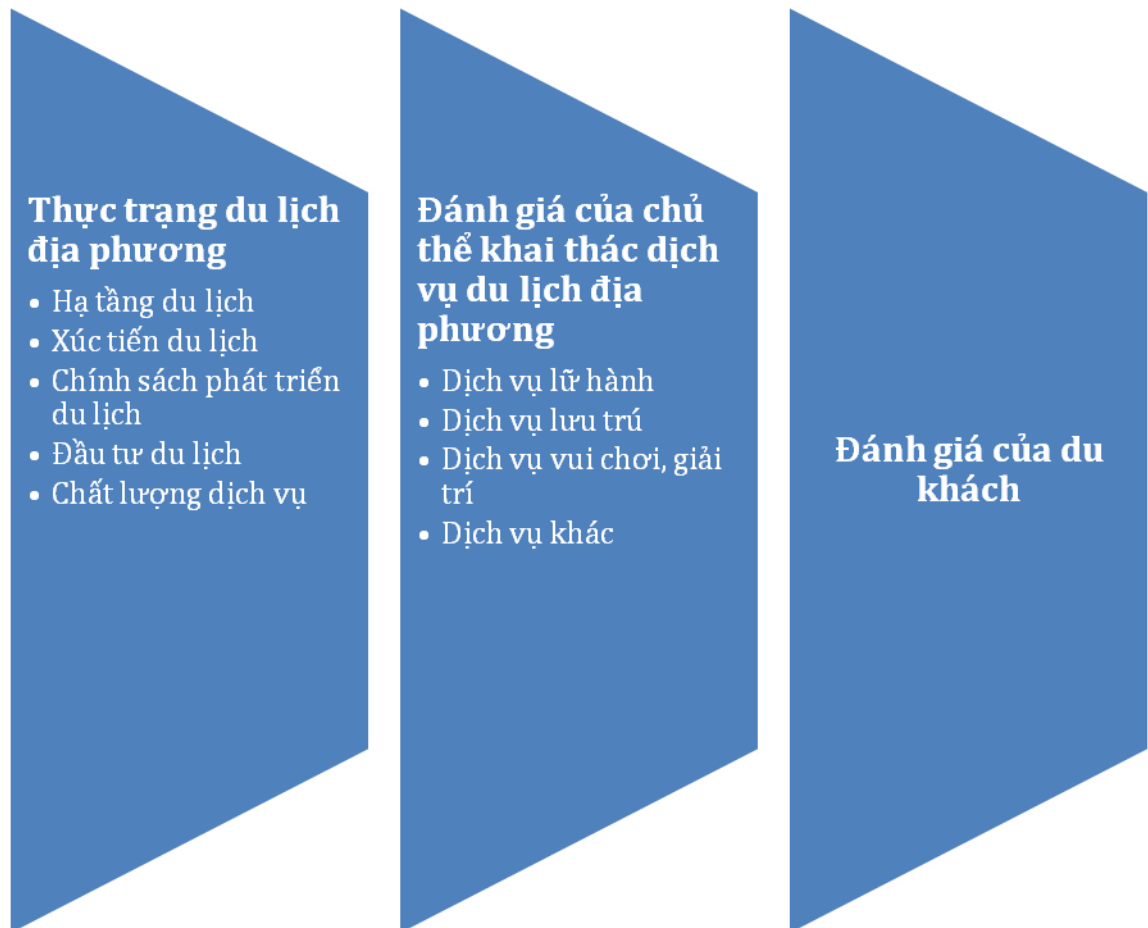 Thực trạng du lịch
địa phương
• Hạ tầng du lịch
• Xúc tiến du lịch
• Chính sách phát triển
du lịch
• Đầu tư du lịch
• Chất lượng dịch vụ
Đánh giá của chủ
thể khai thác dịch
vụ du lịch địa
phương
• Dịch vụ lữ hành
• Dịch vụ lưu trú
• Dịch vụ vui chơi, giải
trí
• Dịch vụ khác
Đánh giá của du
khách